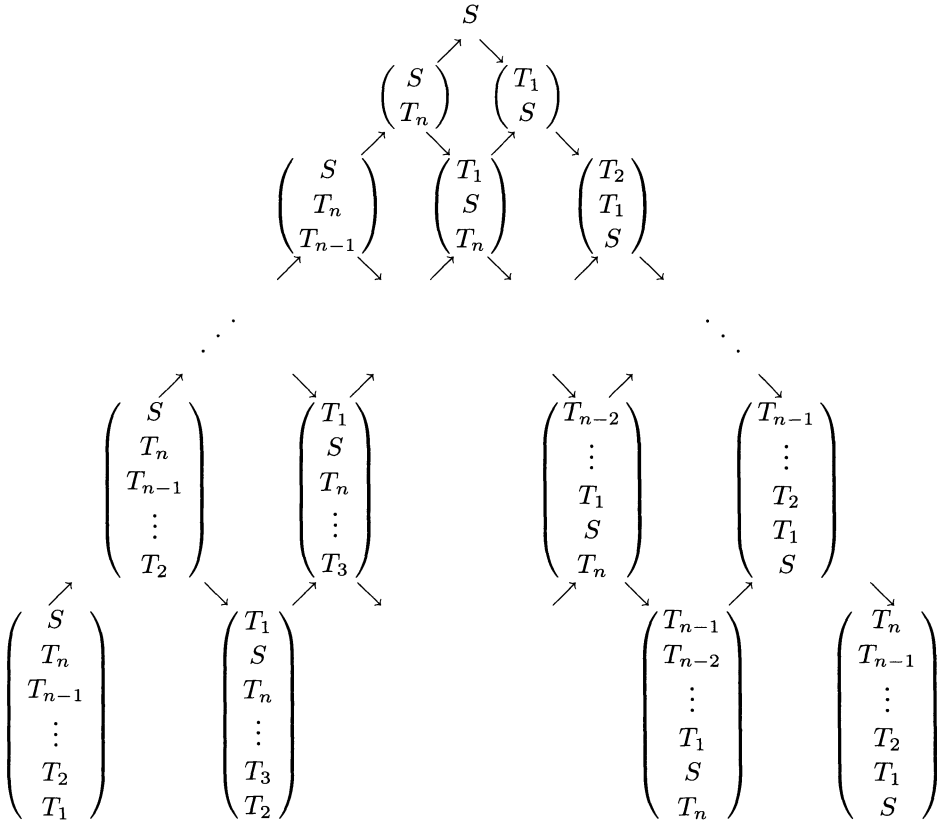 S
( S T_n ) ( T_1 S )
( S T_n T_{n-1} ) ( T_1 S T_n ) ( T_2 T_1 S )
( S T_n T_{n-1} ⋮ T_2 ) ( T_1 S T_n ⋮ T_3 ) ( T_{n-2} ⋮ T_1 S T_n ) ( T_{n-1} ⋮ T_2 T_1 S )
( S T_n T_{n-1} ⋮ T_2 T_1 ) ( T_1 S T_n ⋮ T_3 T_2 ) ( T_{n-1} T_{n-2} ⋮ T_1 S T_n ) ( T_n T_{n-1} ⋮ T_2 T_1 S )